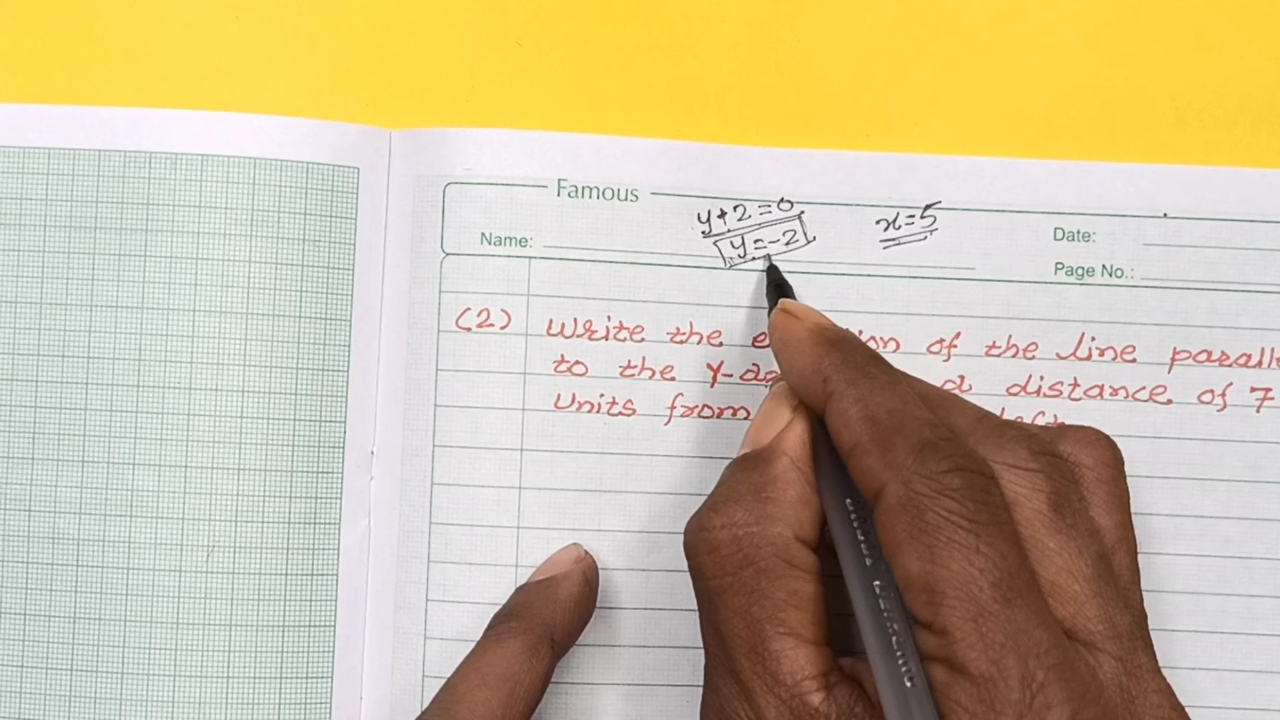 Famous
y+2=0
x=5
Name:
y=-2
Date:
Page No.:
(2) Write the of the line
to the distance of 7
Units from